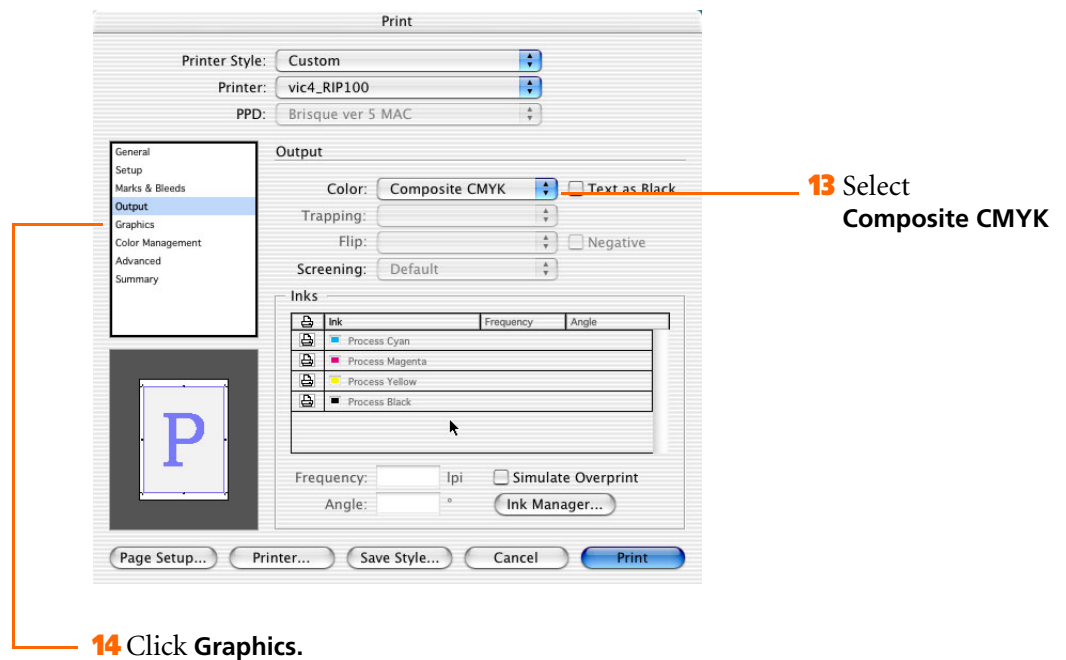 Print
Printer Style: Custom
Printer: vic4_RIP100
PPD: Brisque ver 5 MAC
General
Setup
Marks & Bleeds
Output
Graphics
Color Management
Advanced
Summary
Output
Color: Composite CMYK Text as Black
Trapping:
Flip: Negative
Screening: Default
Inks
Ink Frequency Angle
Process Cyan
Process Magenta
Process Yellow
Process Black
Frequency: lpi Simulate Overprint
Angle: ° Ink Manager...
P
Page Setup... Printer... Save Style... Cancel Print
13 Select
Composite CMYK
14 Click Graphics.